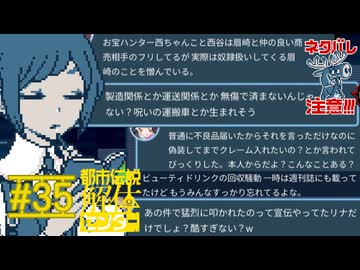 お宝ハンター西ちゃんこと西谷は眉崎と仲の良い商
売相手のフリしてるが 実際は奴隷扱いしてくる眉
崎のことを憎んでいる。
ネタバレ
注意!!!
製造関係とか運送関係とか 無傷で済まないんじゃ
ない？呪いの運搬車とか生まれそう
普通に不良品届いたからそれを言っただけなのに
偽装してまでクレーム入れたいの？とか言われて
びっくりした。本人からだよ？こんなことある？
ビューティドリンクの回収騒動 一時は週刊誌にも載って
たけど もうみんなすっかり忘れてるよな。
あの件で猛烈に叩かれたのって宣伝やってたリナだ
けでしょ？酷すぎない？w
#35
都市伝説
解体
センター